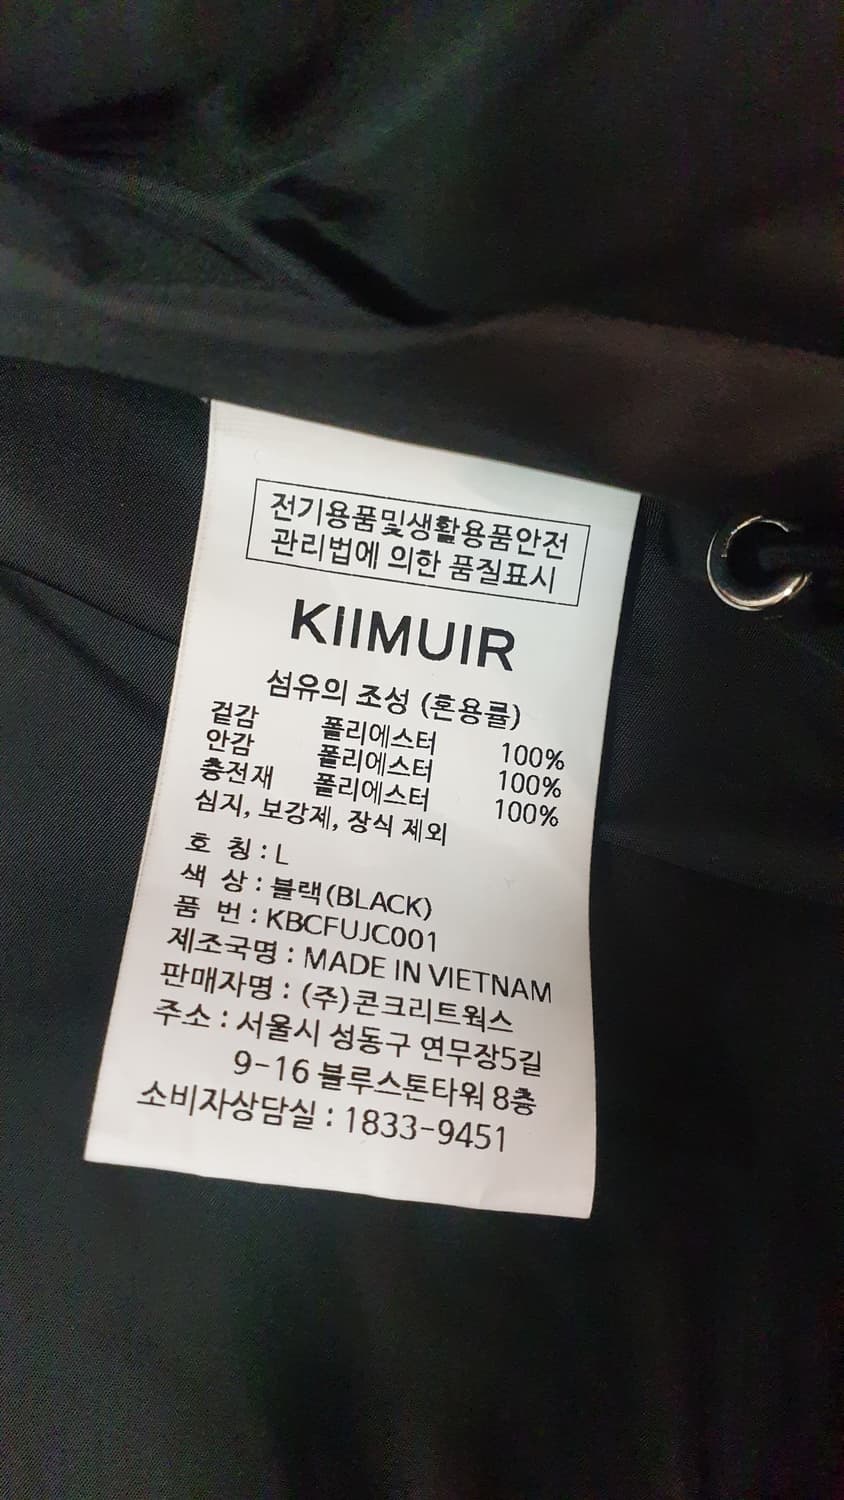 전기용품및생활용품안전
관리법에 의한 품질표시
KIIMUIR
섬유의 조성 (혼용률)
겉감 폴리에스터 100%
안감 폴리에스터 100%
충전재 폴리에스터 100%
심지, 보강제, 장식 제외
호 칭 : L
색 상 : 블랙(BLACK)
품 번 : KBCFUJC001
제조국명 : MADE IN VIETNAM
판매자명 : (주)콘크리트웍스
주소 : 서울시 성동구 연무장5길
9-16 블루스톤타워 8층
소비자상담실 : 1833-9451